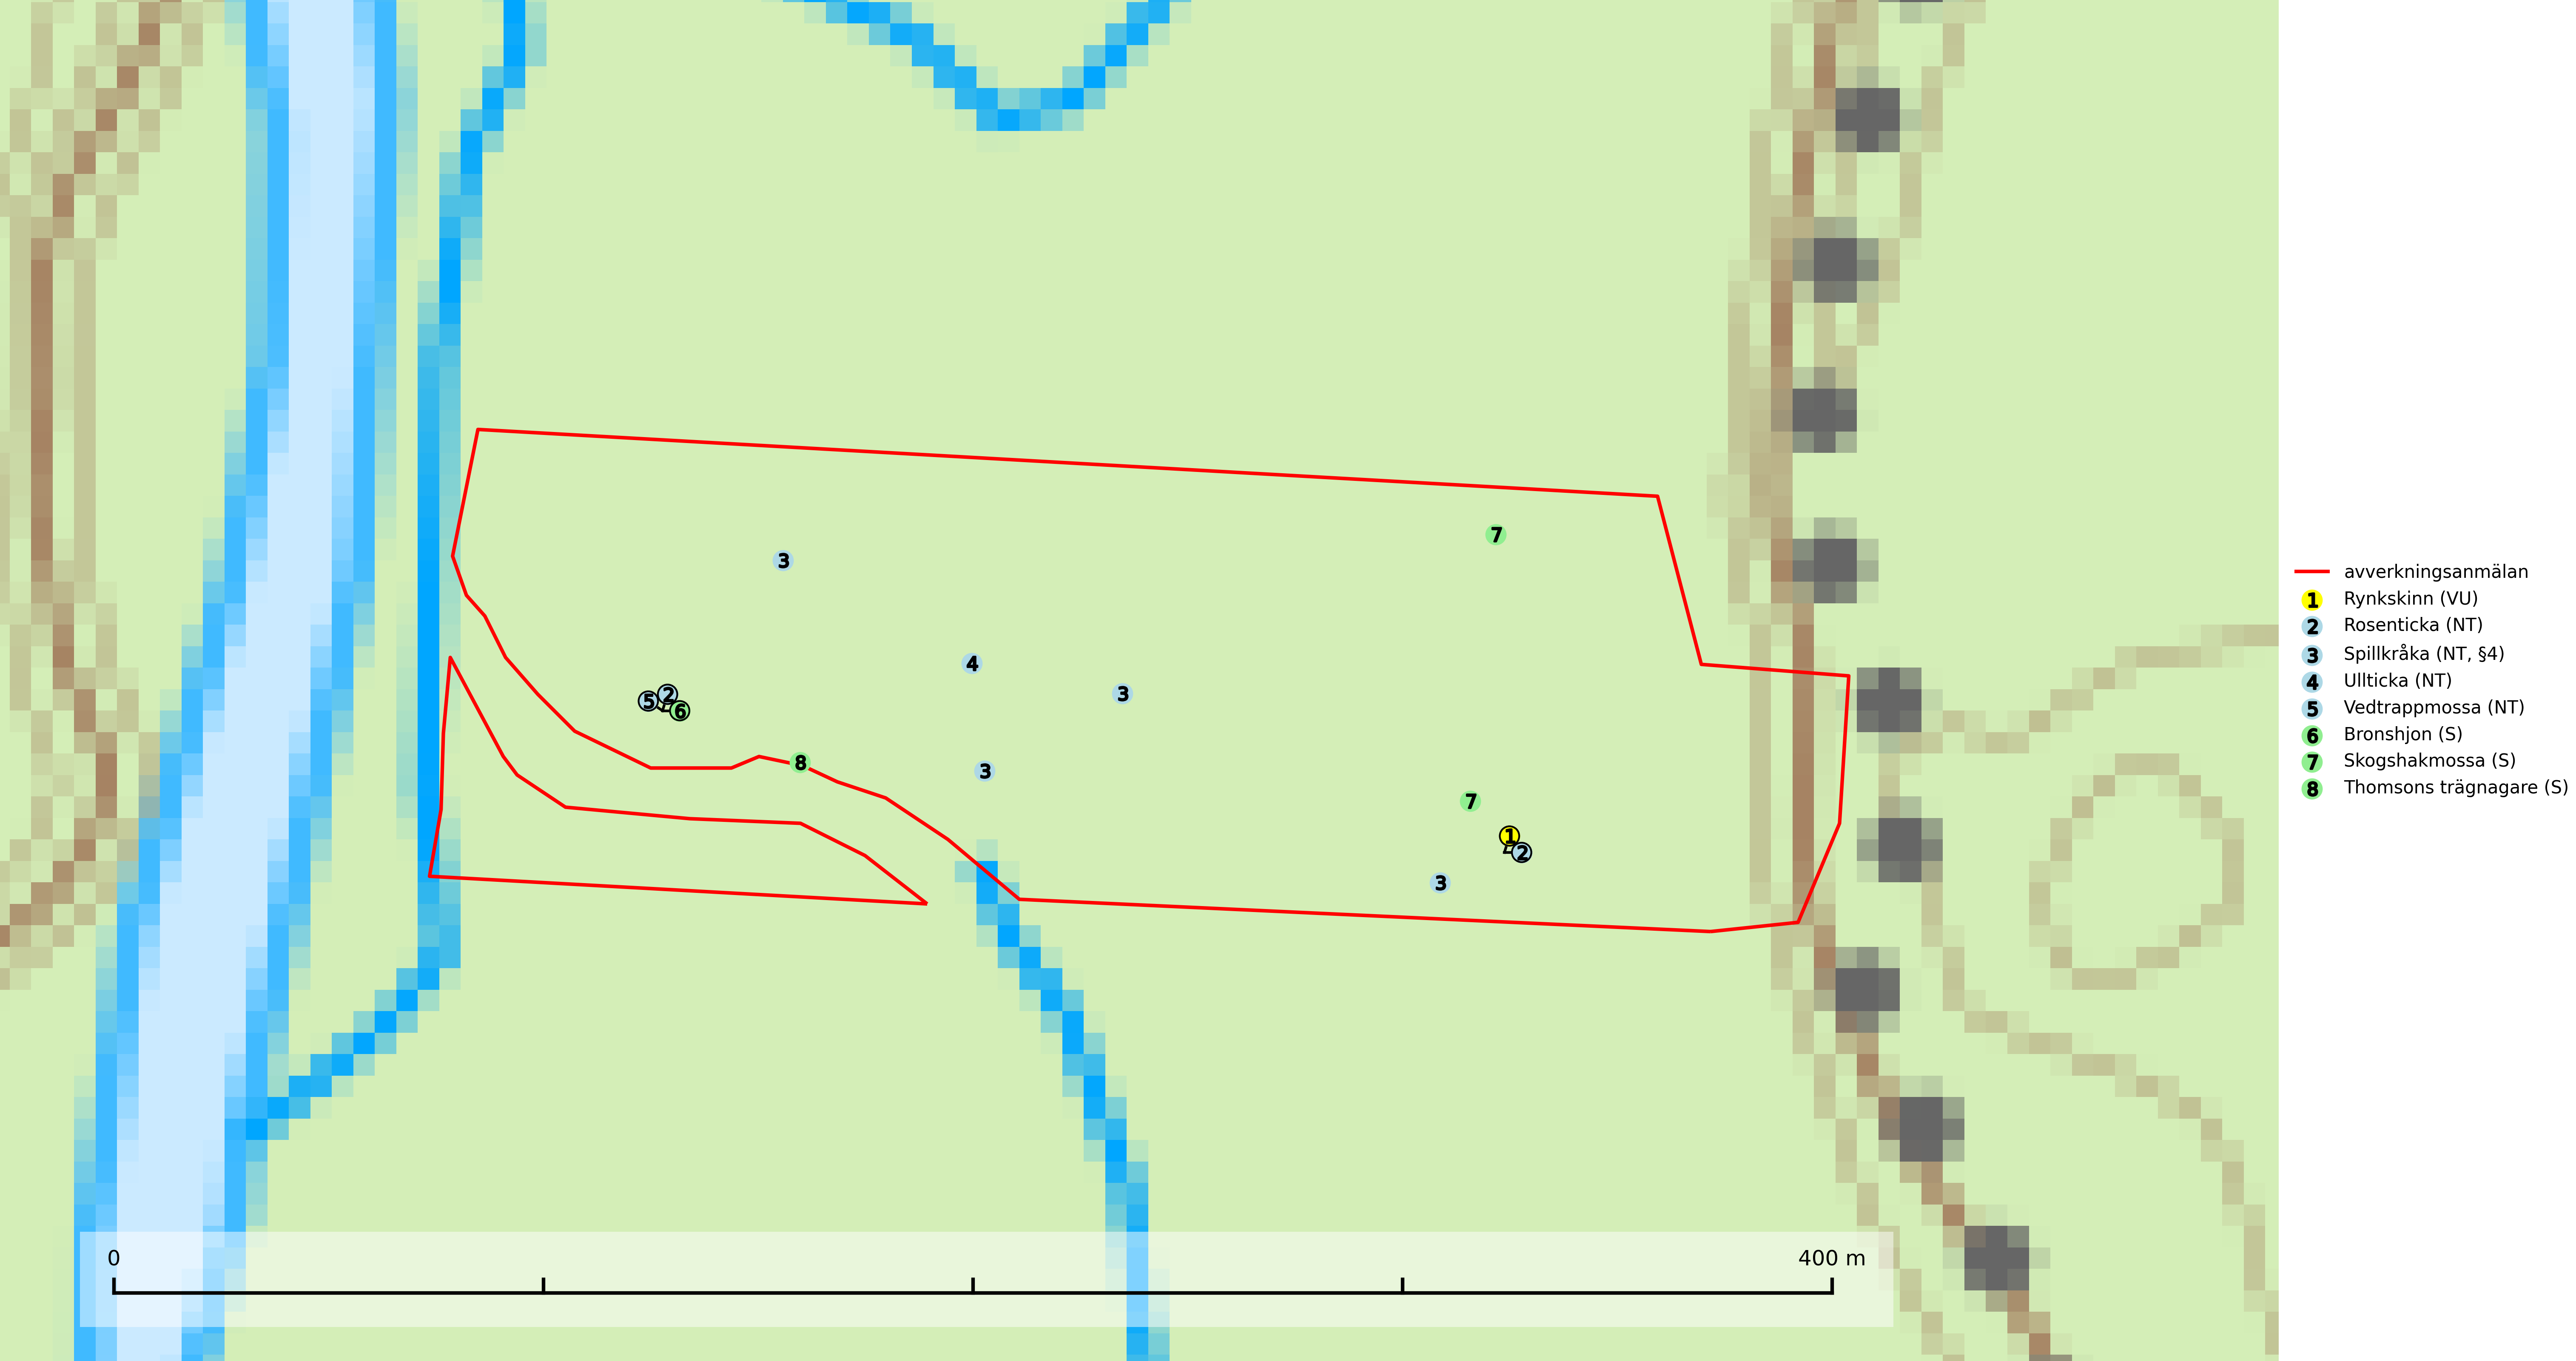 7
3
4
3
5 2
6
8
3
7
1
2
3
avverkningsanmälan
1 Rynkskinn (VU)
2 Rosenticka (NT)
3 Spillkråka (NT, §4)
4 Ullticka (NT)
5 Vedtrappmossa (NT)
6 Bronshjon (S)
7 Skogshakmossa (S)
8 Thomsons trägnagare (S)
0 400 m